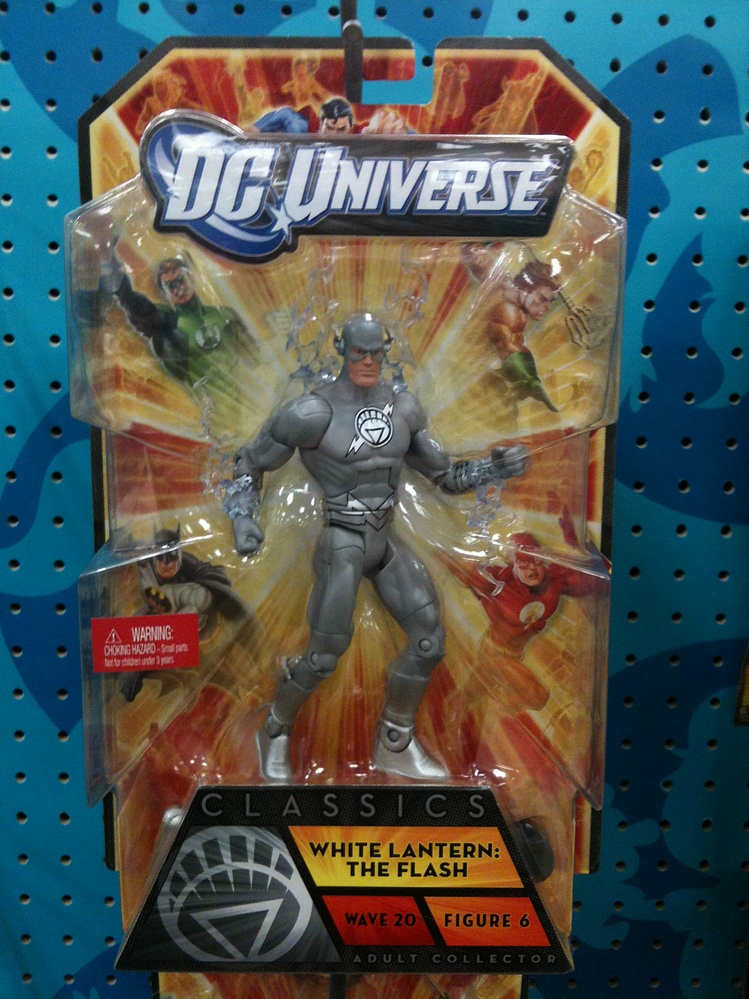 DC UNIVERSE
WARNING:
CHOKING HAZARD - Small parts
Not for children under 3 years
CLASSICS
WHITE LANTERN:
THE FLASH
WAVE 20
FIGURE 6
ADULT COLLECTOR